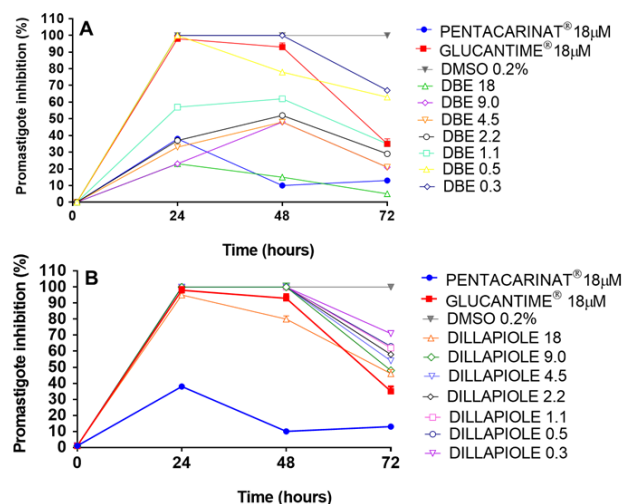 A
Promastigote inhibition (%)
110
100
90
80
70
60
50
40
30
20
10
0
0 24 48 72
Time (hours)
PENTACARINAT® 18µM
GLUCANTIME® 18µM
DMSO 0.2%
DBE 18
DBE 9.0
DBE 4.5
DBE 2.2
DBE 1.1
DBE 0.5
DBE 0.3
B
Promastigote inhibition (%)
110
100
90
80
70
60
50
40
30
20
10
0
0 24 48 72
Time (hours)
PENTACARINAT® 18µM
GLUCANTIME® 18µM
DMSO 0.2%
DILLAPIOLE 18
DILLAPIOLE 9.0
DILLAPIOLE 4.5
DILLAPIOLE 2.2
DILLAPIOLE 1.1
DILLAPIOLE 0.5
DILLAPIOLE 0.3